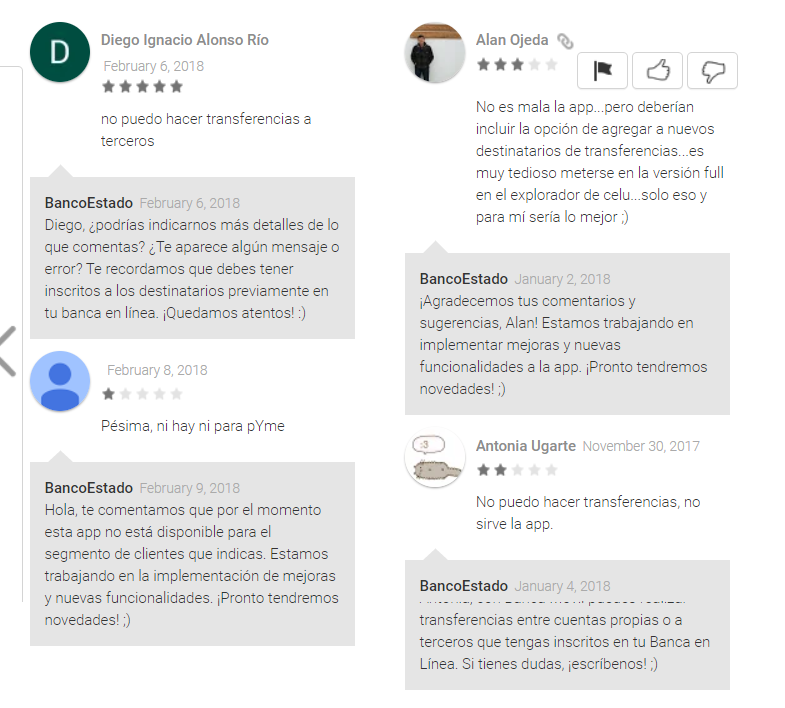 D
Diego Ignacio Alonso Río
February 6, 2018
no puedo hacer transferencias a
terceros
BancoEstado February 6, 2018
Diego, ¿podrías indicarnos más detalles de lo
que comentas? ¿Te aparece algún mensaje o
error? Te recordamos que debes tener
inscritos a los destinatarios previamente en
tu banca en línea. ¡Quedamos atentos! :)
February 8, 2018
Pésima, ni hay ni para pYme
BancoEstado February 9, 2018
Hola, te comentamos que por el momento
esta app no está disponible para el
segmento de clientes que indicas. Estamos
trabajando en la implementación de mejoras
y nuevas funcionalidades. ¡Pronto tendremos
novedades! ;)
Alan Ojeda
No es mala la app...pero deberían
incluir la opción de agregar a nuevos
destinatarios de transferencias...es
muy tedioso meterse en la versión full
en el explorador de celu...solo eso y
para mí sería lo mejor ;)
BancoEstado January 2, 2018
¡Agradecemos tus comentarios y
sugerencias, Alan! Estamos trabajando en
implementar mejoras y nuevas
funcionalidades a la app. ¡Pronto tendremos
novedades! ;)
:3
Antonia Ugarte November 30, 2017
No puedo hacer transferencias, no
sirve la app.
BancoEstado January 4, 2018
transferencias entre cuentas propias o a
terceros que tengas inscritos en tu Banca en
Línea. Si tienes dudas, ¡escríbenos! ;)